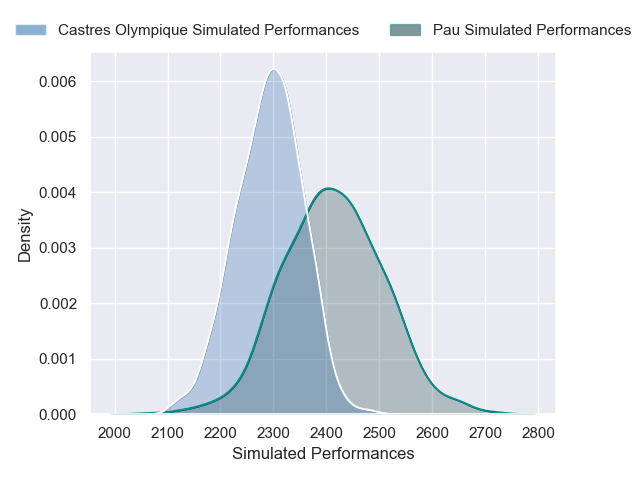 Castres Olympique Simulated Performances
Pau Simulated Performances
Density
0.006
0.005
0.004
0.003
0.002
0.001
0.000
2000 2100 2200 2300 2400 2500 2600 2700 2800
Simulated Performances